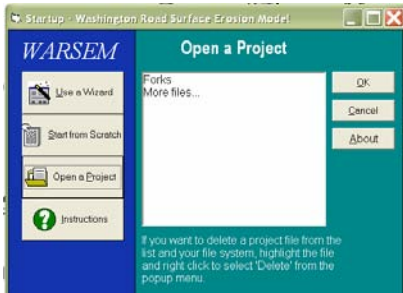 Startup - Washington Road Surface Erosion Model
WARSEM
Open a Project
Use a Wizard
Start from Scratch
Open a Project
Instructions
Forks
More files...
OK
Cancel
About
If you want to delete a project file from the
list and your file system, highlight the file
and right click to select 'Delete' from the
popup menu.